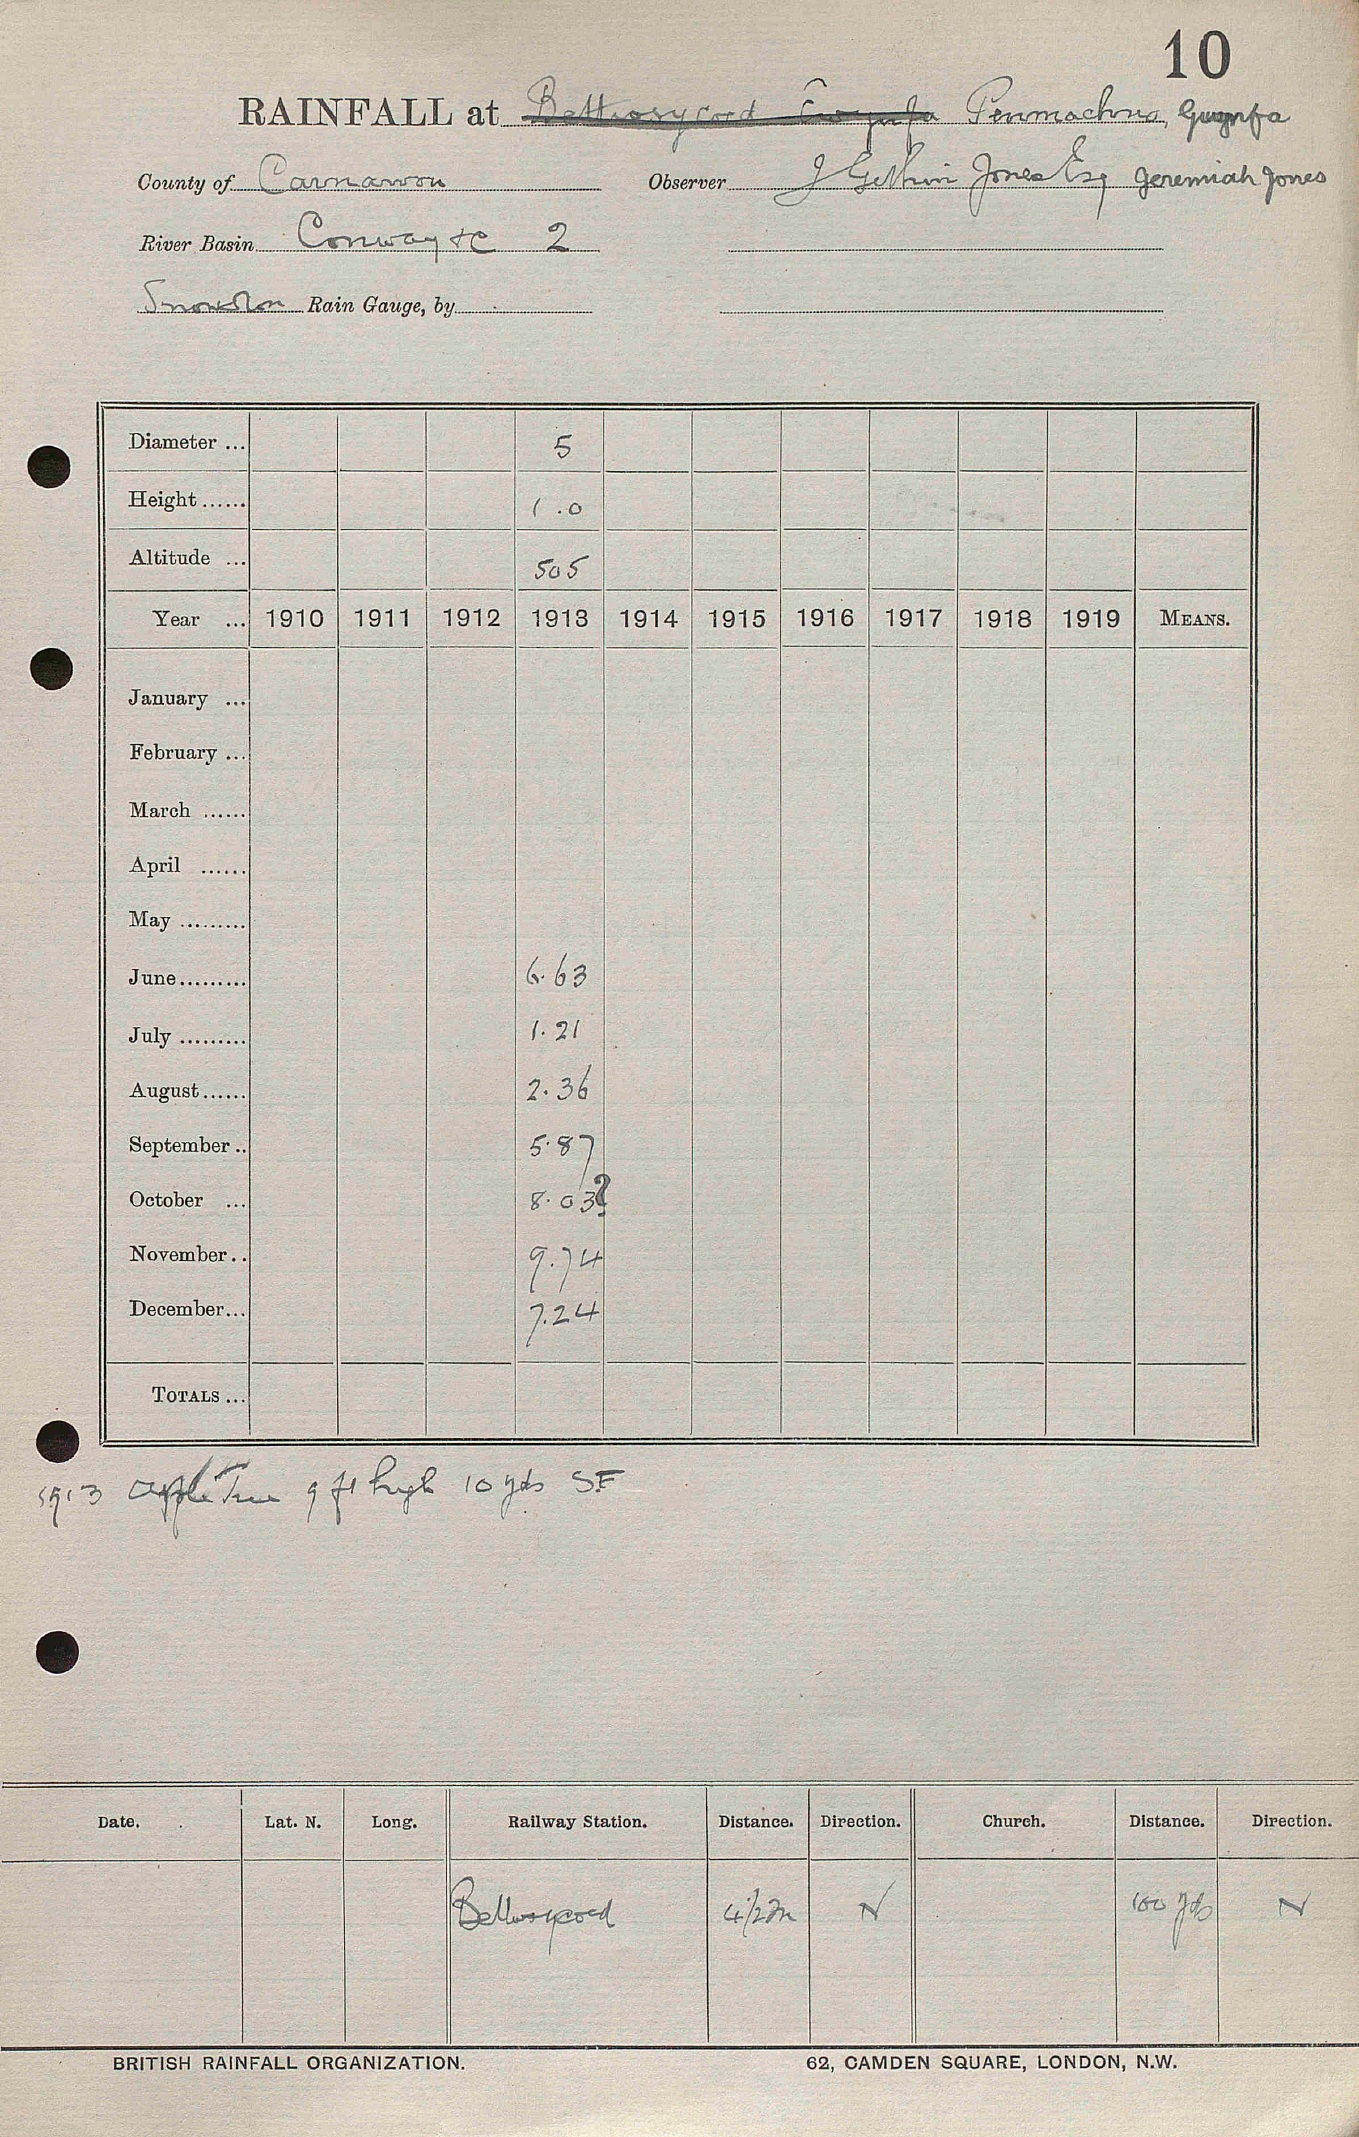 10
RAINFALL at Bettwsycoed Gwynfa Penmachno, Gwynfa
County of Carnarvon Observer J Gethin Jones Esq Jeremiah Jones
River Basin Conway &c 2
Snowdon Rain Gauge, by
Diameter ... 5
Height ...... 1.0
Altitude ... 505
Year ... 1910 1911 1912 1913 1914 1915 1916 1917 1918 1919 MEANS.
January ...
February ...
March ......
April ......
May .........
June ......... 6.63
July ......... 1.21
August ...... 2.36
September .. 5.87
October ... 8.03?
November .. 9.74
December ... 7.24
TOTALS ...
1913 Apple Tree 9 ft high 10 yds SE
Date. Lat. N. Long. Railway Station. Distance. Direction. Church. Distance. Direction.
Bettwsycoed 4½ m N 100 yds N
BRITISH RAINFALL ORGANIZATION. 62, CAMDEN SQUARE, LONDON, N.W.